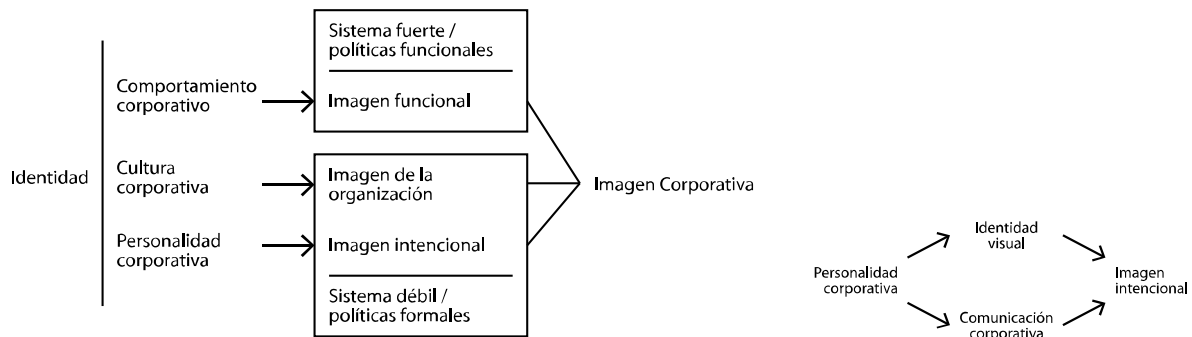 Identidad
Comportamiento
corporativo
Cultura
corporativa
Personalidad
corporativa
Sistema fuerte /
políticas funcionales
Imagen funcional
Imagen de la
organización
Imagen intencional
Sistema débil /
políticas formales
Imagen Corporativa
Personalidad
corporativa
Identidad
visual
Comunicación
corporativa
Imagen
intencional